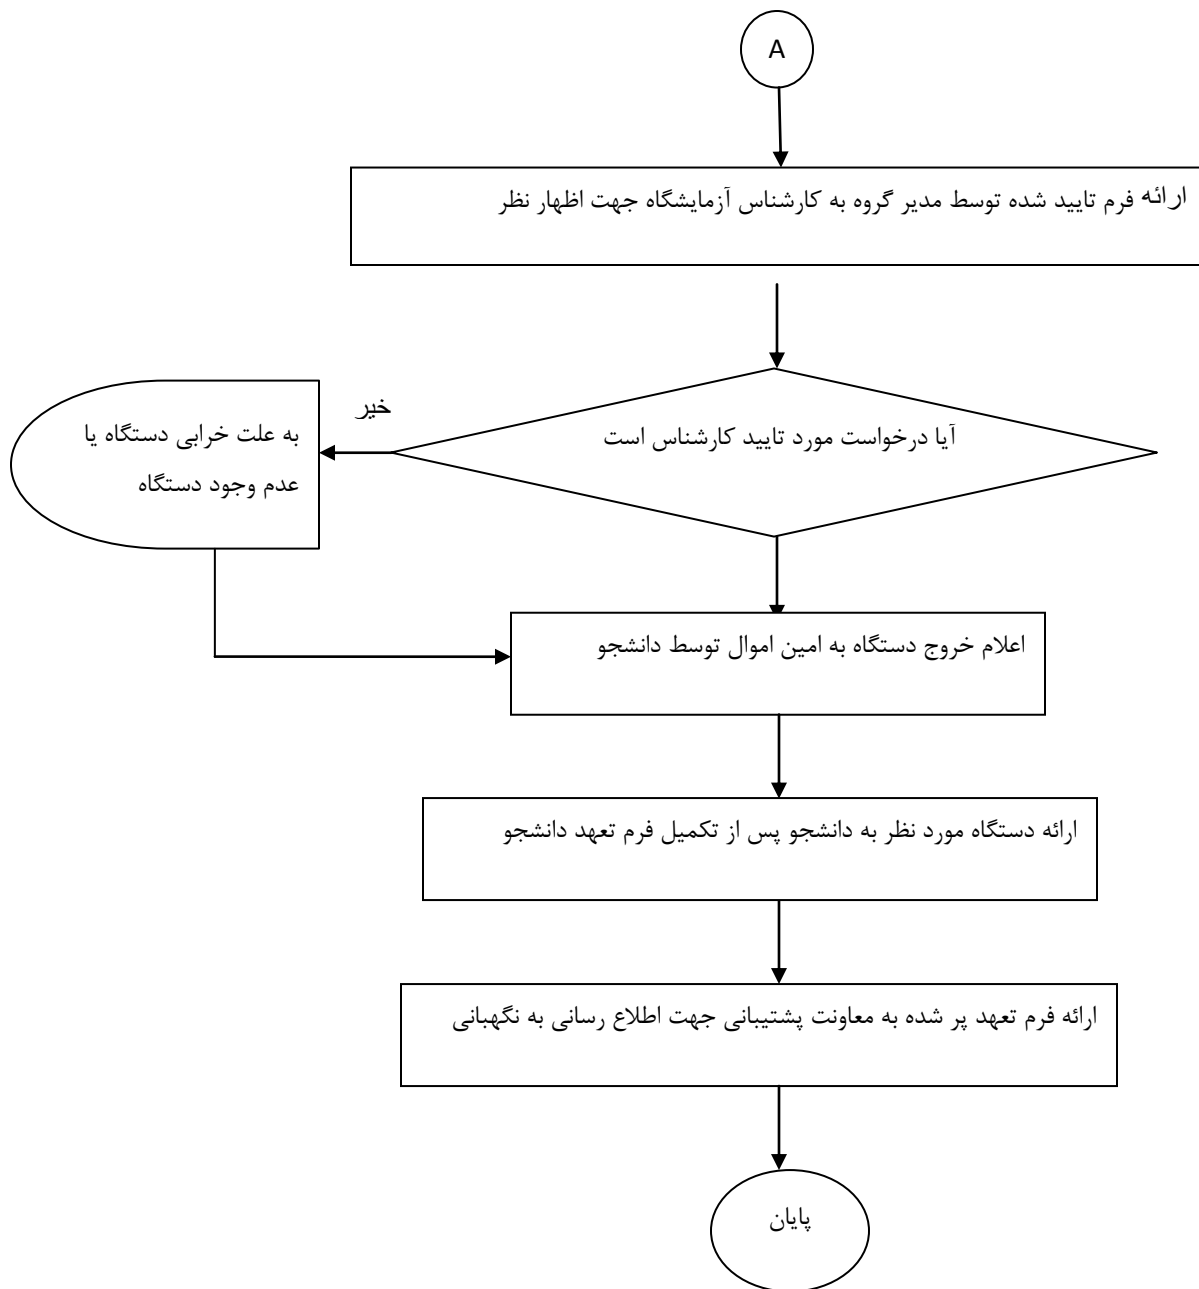 A
ارائه فرم تایید شده توسط مدیر گروه به کارشناس آزمایشگاه جهت اظهار نظر
آیا درخواست مورد تایید کارشناس است
خیر
به علت خرابی دستگاه یا
عدم وجود دستگاه
اعلام خروج دستگاه به امین اموال توسط دانشجو
ارائه دستگاه مورد نظر به دانشجو پس از تکمیل فرم تعهد دانشجو
ارائه فرم تعهد پر شده به معاونت پشتیبانی جهت اطلاع رسانی به نگهبانی
پایان